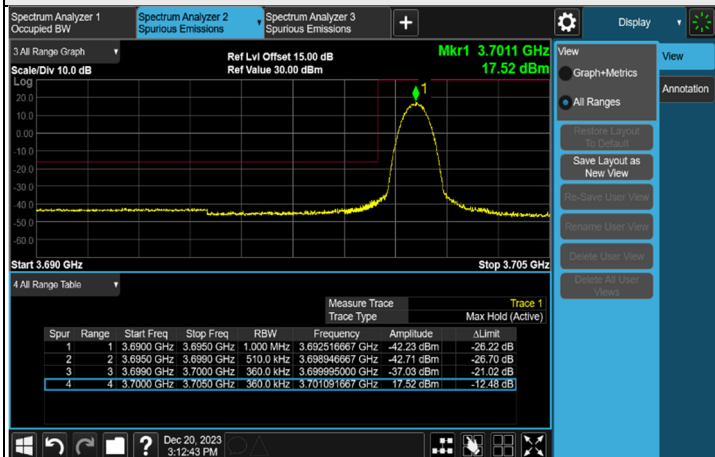 Spectrum Analyzer 1
Occupied BW
Spectrum Analyzer 2
Spurious Emissions
Spectrum Analyzer 3
Spurious Emissions
Display
3 All Range Graph
Ref Lvl Offset 15.00 dB
Mkr1 3.7011 GHz
Scale/Div 10.0 dB
Ref Value 30.00 dBm
17.52 dBm
Log
1
20.0
10.0
0.00
-10.0
-20.0
-30.0
-40.0
-50.0
-60.0
Start 3.690 GHz
Stop 3.705 GHz
4 All Range Table
Measure Trace Trace 1
Trace Type Max Hold (Active)
Spur Range Start Freq Stop Freq RBW Frequency Amplitude ΔLimit
1 1 3.6900 GHz 3.6950 GHz 1.000 MHz 3.692516667 GHz -42.23 dBm -26.22 dB
2 2 3.6950 GHz 3.6990 GHz 510.0 kHz 3.698946667 GHz -42.71 dBm -26.70 dB
3 3 3.6990 GHz 3.7000 GHz 360.0 kHz 3.699995000 GHz -37.03 dBm -21.02 dB
4 4 3.7000 GHz 3.7050 GHz 360.0 kHz 3.701091667 GHz 17.52 dBm -12.48 dB
Dec 20, 2023
3:12:43 PM
View
Graph+Metrics
All Ranges
Restore Layout
To Default
Save Layout as
New View
Re-Save User View
Rename User View
Delete User View
Delete All User
Views
View
Annotation